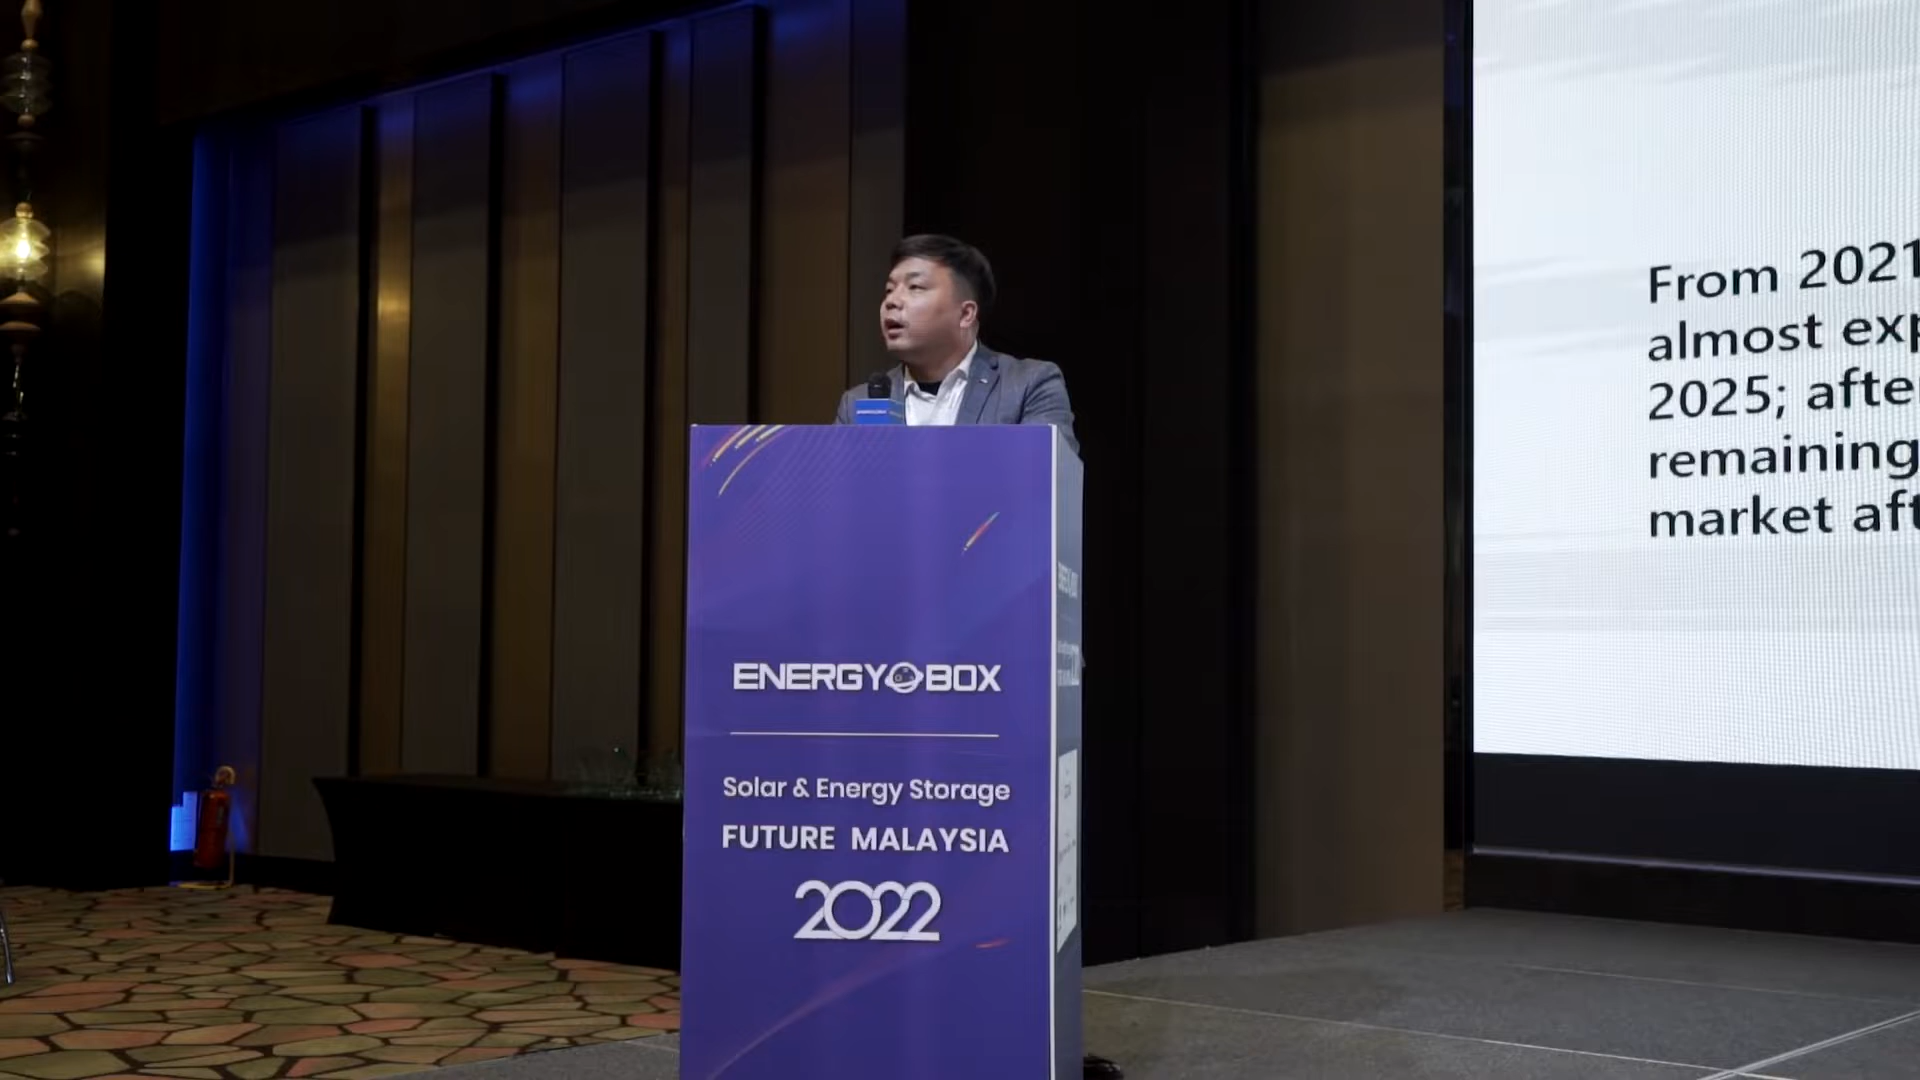 ENERGY BOX
Solar & Energy Storage
FUTURE MALAYSIA
2022
From 2021
almost exp
2025; afte
remaining
market aft